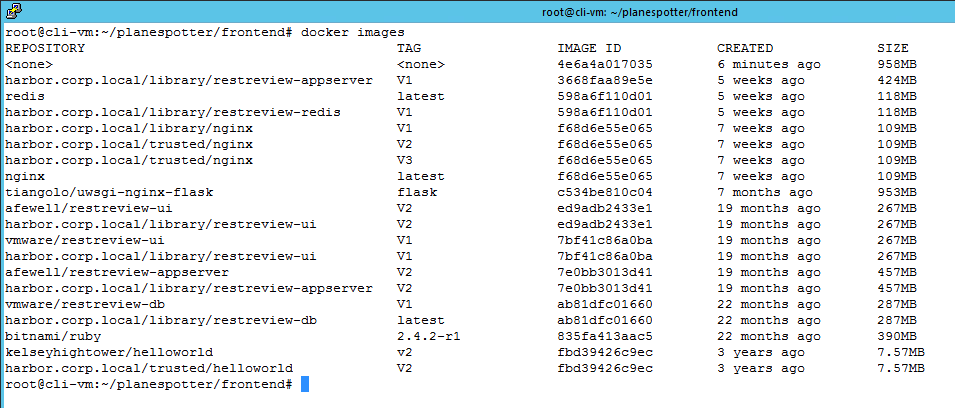 root@cli-vm: ~/planespotter/frontend
root@cli-vm:~/planespotter/frontend# docker images
REPOSITORY TAG IMAGE ID CREATED SIZE
<none> <none> 4e6a4a017035 6 minutes ago 958MB
harbor.corp.local/library/restreview-appserver V1 3668faa89e5e 5 weeks ago 424MB
redis latest 598a6f110d01 5 weeks ago 118MB
harbor.corp.local/library/restreview-redis V1 598a6f110d01 5 weeks ago 118MB
harbor.corp.local/library/nginx V1 f68d6e55e065 7 weeks ago 109MB
harbor.corp.local/trusted/nginx V2 f68d6e55e065 7 weeks ago 109MB
harbor.corp.local/trusted/nginx V3 f68d6e55e065 7 weeks ago 109MB
nginx latest f68d6e55e065 7 weeks ago 109MB
tiangolo/uwsgi-nginx-flask flask c534be810c04 7 months ago 953MB
afewell/restreview-ui V2 ed9adb2433e1 19 months ago 267MB
harbor.corp.local/library/restreview-ui V2 ed9adb2433e1 19 months ago 267MB
vmware/restreview-ui V1 7bf41c86a0ba 19 months ago 267MB
harbor.corp.local/library/restreview-ui V1 7bf41c86a0ba 19 months ago 267MB
afewell/restreview-appserver V2 7e0bb3013d41 19 months ago 457MB
harbor.corp.local/library/restreview-appserver V2 7e0bb3013d41 19 months ago 457MB
vmware/restreview-db V1 ab81dfc01660 22 months ago 287MB
harbor.corp.local/library/restreview-db latest ab81dfc01660 22 months ago 287MB
bitnami/ruby 2.4.2-r1 835fa413aac5 22 months ago 390MB
kelseyhightower/helloworld v2 fbd39426c9ec 3 years ago 7.57MB
harbor.corp.local/trusted/helloworld V2 fbd39426c9ec 3 years ago 7.57MB
root@cli-vm:~/planespotter/frontend#